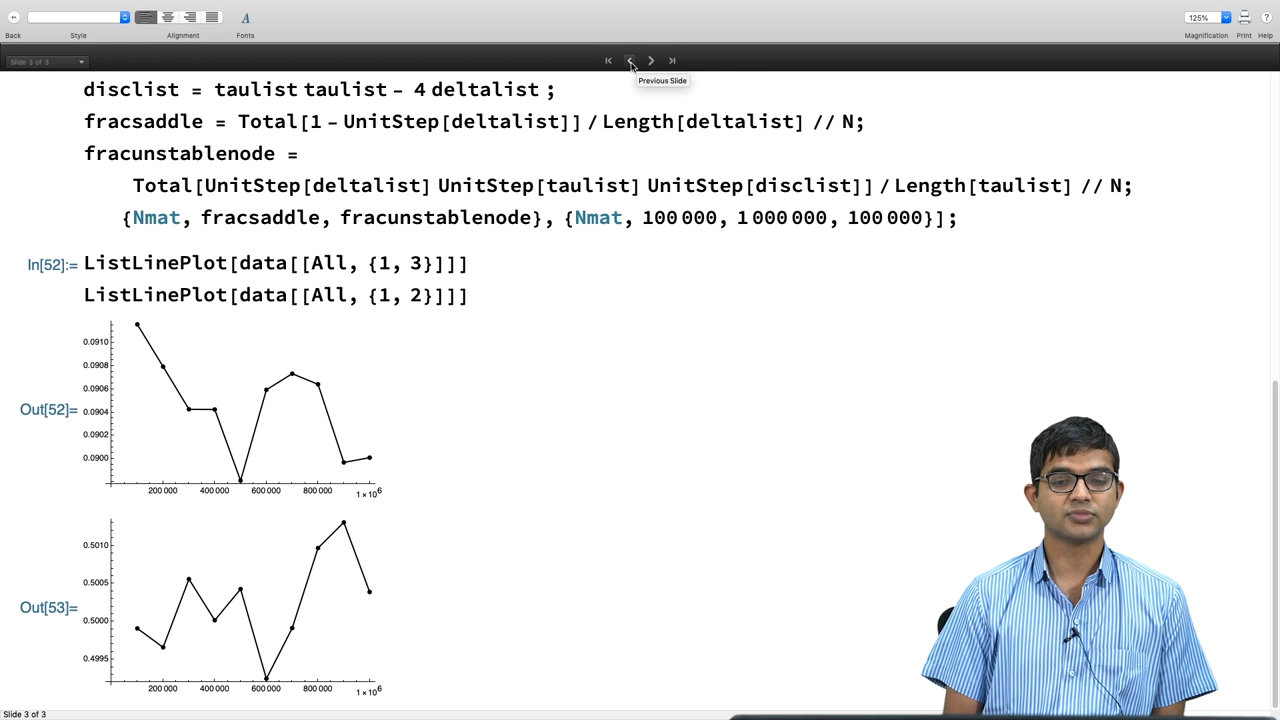 125%
Back
Style
Alignment
Fonts
Magnification
Print
Help
Slide 3 of 3
Previous Slide
disclist = taulist taulist - 4 deltalist ;
fracsaddle = Total[1 - UnitStep[deltalist]] / Length[deltalist] // N;
fracunstablenode =
Total[UnitStep[deltalist] UnitStep[taulist] UnitStep[disclist]] / Length[taulist] // N;
{Nmat, fracsaddle, fracunstablenode}, {Nmat, 100 000, 1 000 000, 100 000}];
In[52]:= ListLinePlot[data[[All, {1, 3}]]]
ListLinePlot[data[[All, {1, 2}]]]
Out[52]=
0.0910
0.0908
0.0906
0.0904
0.0902
0.0900
200 000 400 000 600 000 800 000 1 × 10⁶
Out[53]=
0.5010
0.5005
0.5000
0.4995
200 000 400 000 600 000 800 000 1 × 10⁶
Slide 3 of 3